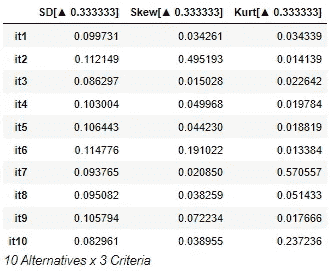 SD[▲ 0.333333] Skew[▲ 0.333333] Kurt[▲ 0.333333]
it1 0.099731 0.034261 0.034339
it2 0.112149 0.495193 0.014139
it3 0.086297 0.015028 0.022642
it4 0.103004 0.049968 0.019784
it5 0.106443 0.044230 0.018819
it6 0.114776 0.191022 0.013384
it7 0.093765 0.020850 0.570557
it8 0.095082 0.038259 0.051433
it9 0.105794 0.072234 0.017666
it10 0.082961 0.038955 0.237236
10 Alternatives x 3 Criteria